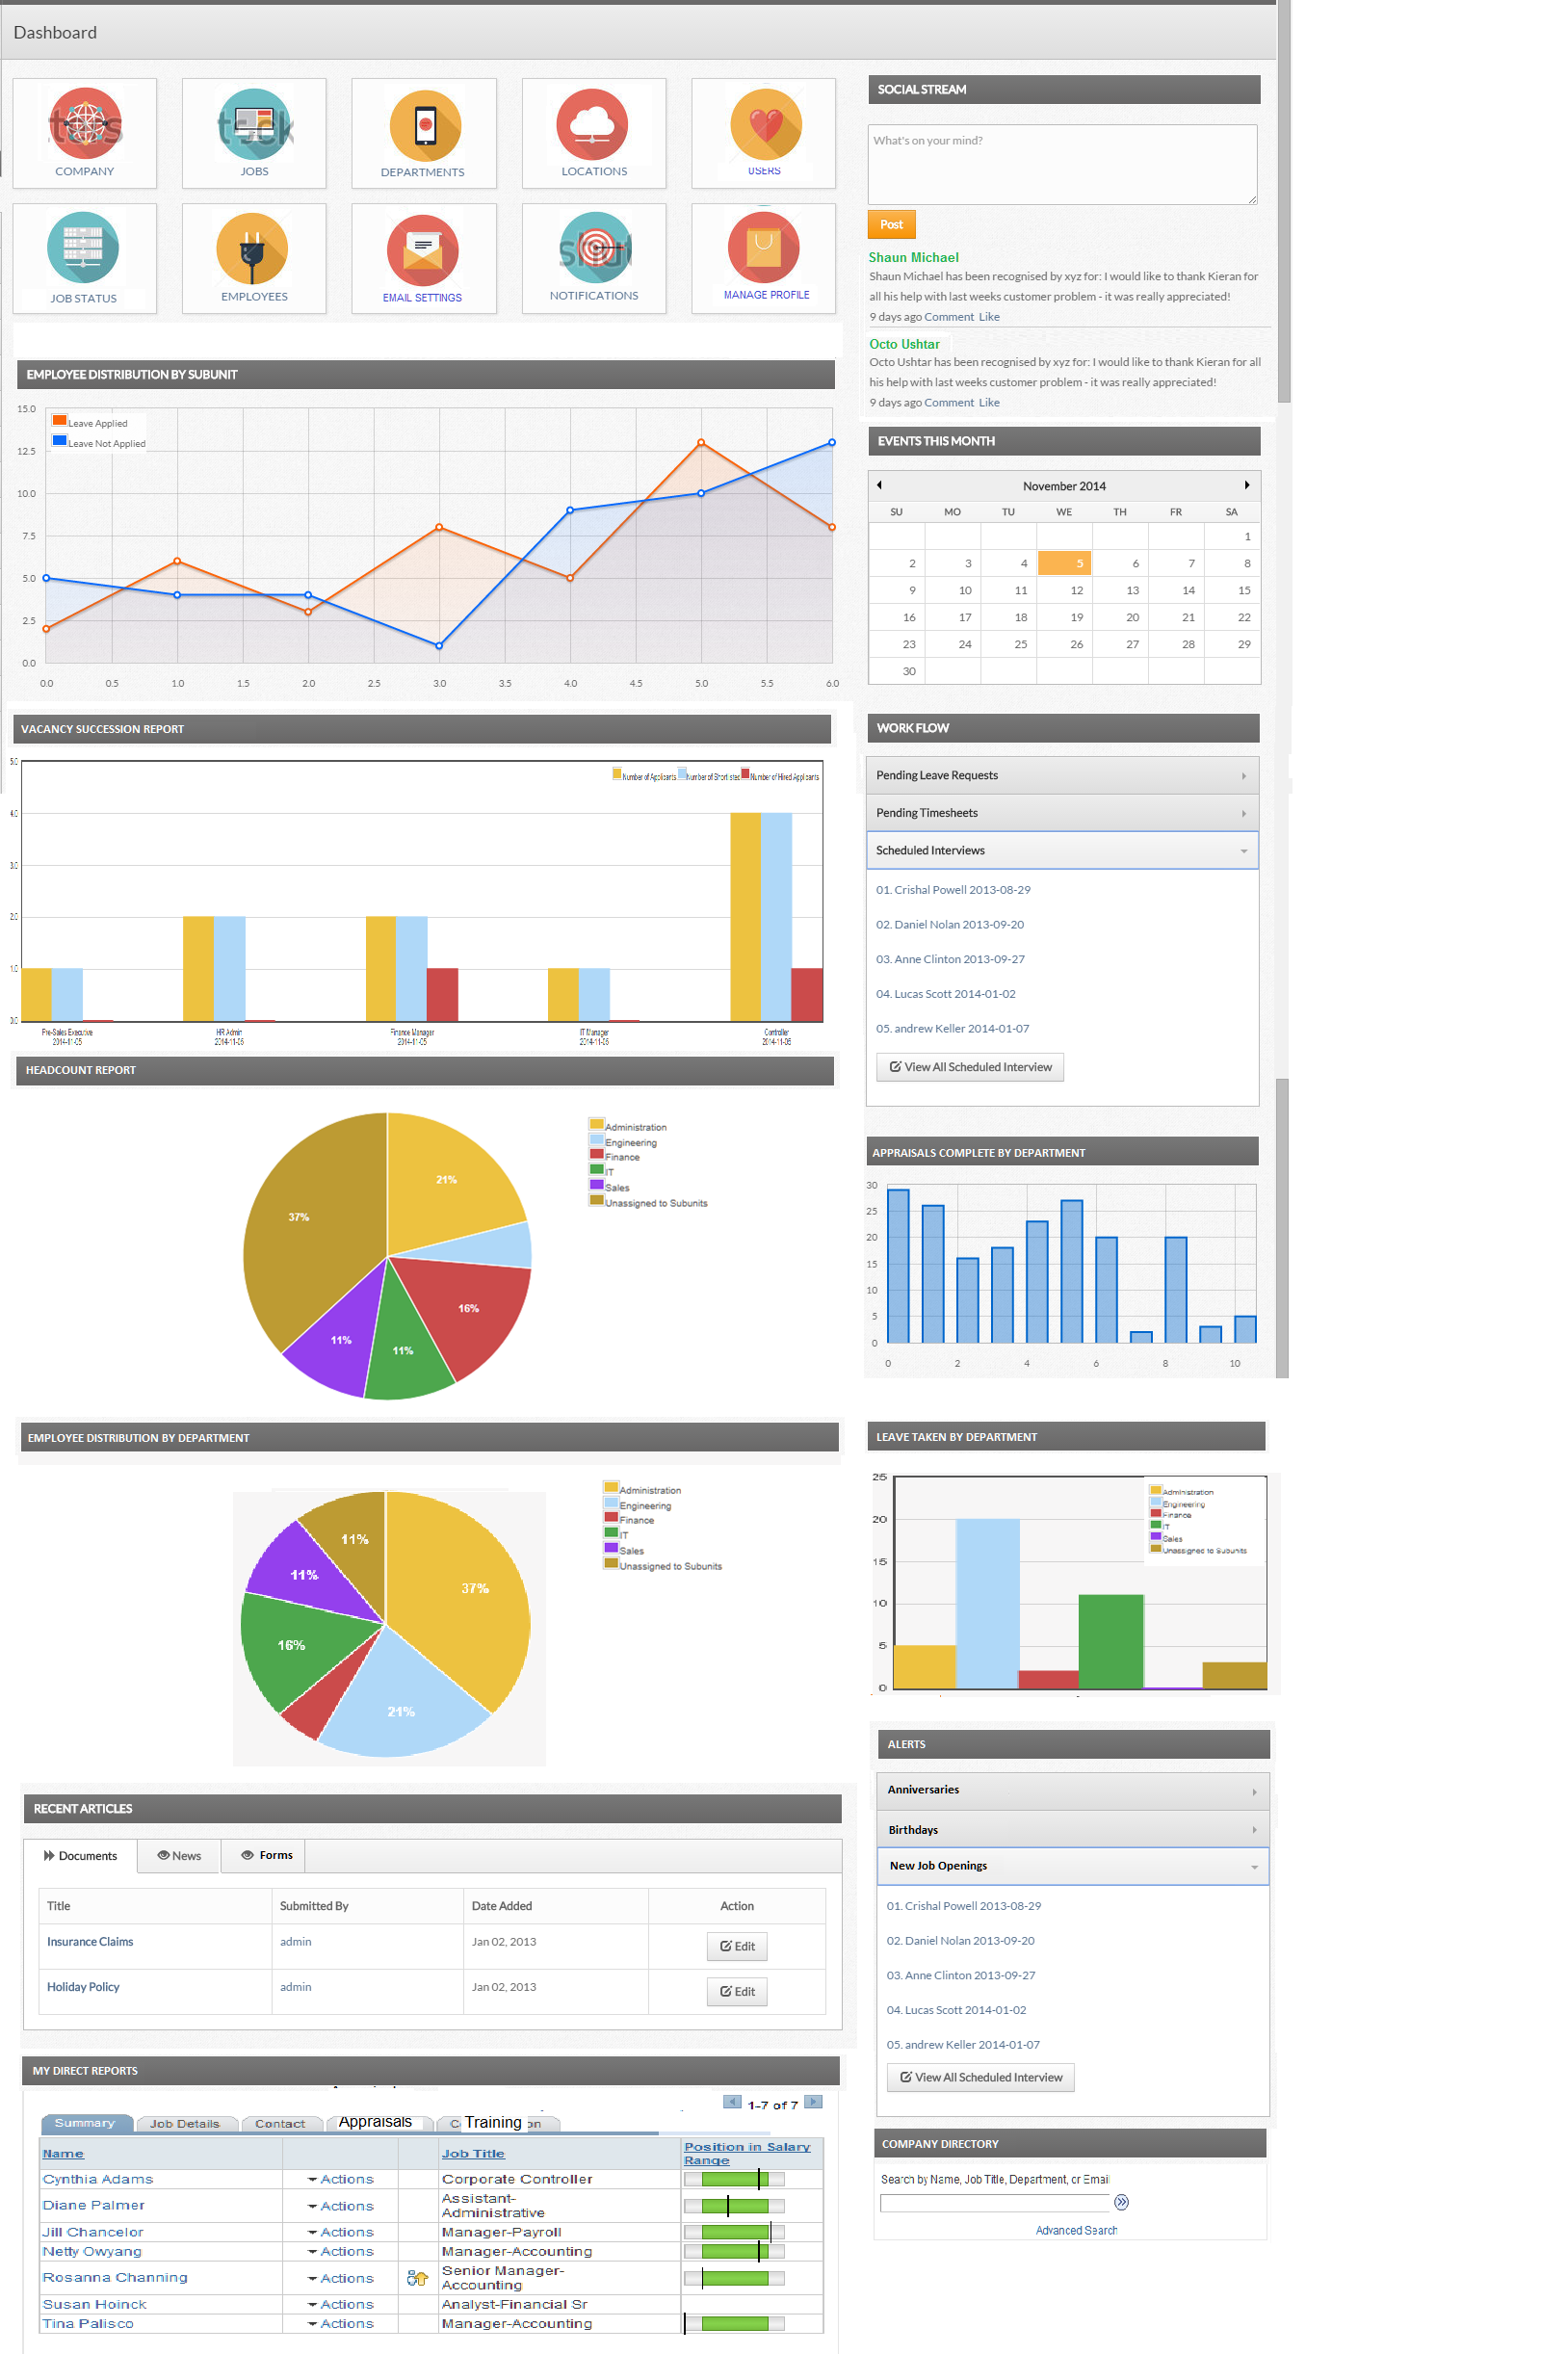 Dashboard
COMPANY
JOBS
DEPARTMENTS
LOCATIONS
USERS
JOB STATUS
EMPLOYEES
EMAIL SETTINGS
NOTIFICATIONS
MANAGE PROFILE
SOCIAL STREAM
What's on your mind?
Post
Shaun Michael
Shaun Michael has been recognised by xyz for: I would like to thank Kieran for
all his help with last weeks customer problem - it was really appreciated!
9 days ago Comment Like
Octo Ushtar
Octo Ushtar has been recognised by xyz for: I would like to thank Kieran for all
his help with last weeks customer problem - it was really appreciated!
9 days ago Comment Like
EMPLOYEE DISTRIBUTION BY SUBUNIT
Leave Applied
Leave Not Applied
15.0
12.5
10.0
7.5
5.0
2.5
0.0
0.0 0.5 1.0 1.5 2.0 2.5 3.0 3.5 4.0 4.5 5.0 5.5 6.0
EVENTS THIS MONTH
November 2014
SU MO TU WE TH FR SA
1
2 3 4 5 6 7 8
9 10 11 12 13 14 15
16 17 18 19 20 21 22
23 24 25 26 27 28 29
30
VACANCY SUCCESSION REPORT
Number of Applicants Number of Shortlisted Number of Hired Applicants
5.0
4.0
3.0
2.0
1.0
0.0
Pre-Sales Executive HR Admin Finance Manager IT Manager Controller
2014-11-05 2014-11-05 2014-11-05 2014-11-05 2014-11-05
WORK FLOW
Pending Leave Requests
Pending Timesheets
Scheduled Interviews
01. Crishal Powell 2013-08-29
02. Daniel Nolan 2013-09-20
03. Anne Clinton 2013-09-27
04. Lucas Scott 2014-01-02
05. andrew Keller 2014-01-07
View All Scheduled Interview
HEADCOUNT REPORT
21%
37%
16%
11%
11%
Administration
Engineering
Finance
IT
Sales
Unassigned to Subunits
APPRAISALS COMPLETE BY DEPARTMENT
30
25
20
15
10
5
0
0 2 4 6 8 10
EMPLOYEE DISTRIBUTION BY DEPARTMENT
11%
11%
37%
16%
21%
Administration
Engineering
Finance
IT
Sales
Unassigned to Subunits
LEAVE TAKEN BY DEPARTMENT
25
20
15
10
5
0
Administration
Engineering
Finance
IT
Sales
Unassigned to Subunits
RECENT ARTICLES
Documents News Forms
Title Submitted By Date Added Action
Insurance Claims admin Jan 02, 2013 Edit
Holiday Policy admin Jan 02, 2013 Edit
ALERTS
Anniversaries
Birthdays
New Job Openings
01. Crishal Powell 2013-08-29
02. Daniel Nolan 2013-09-20
03. Anne Clinton 2013-09-27
04. Lucas Scott 2014-01-02
05. andrew Keller 2014-01-07
View All Scheduled Interview
MY DIRECT REPORTS
1-7 of 7
Summary Job Details Contact Appraisals Training
Name Job Title Position in Salary
Range
Cynthia Adams Actions Corporate Controller
Diane Palmer Actions Assistant-
Administrative
Jill Chancelor Actions Manager-Payroll
Netty Owyang Actions Manager-Accounting
Rosanna Channing Actions Senior Manager-
Accounting
Susan Hoinck Actions Analyst-Financial Sr
Tina Palisco Actions Manager-Accounting
COMPANY DIRECTORY
Search by Name, Job Title, Department, or Email
Advanced Search